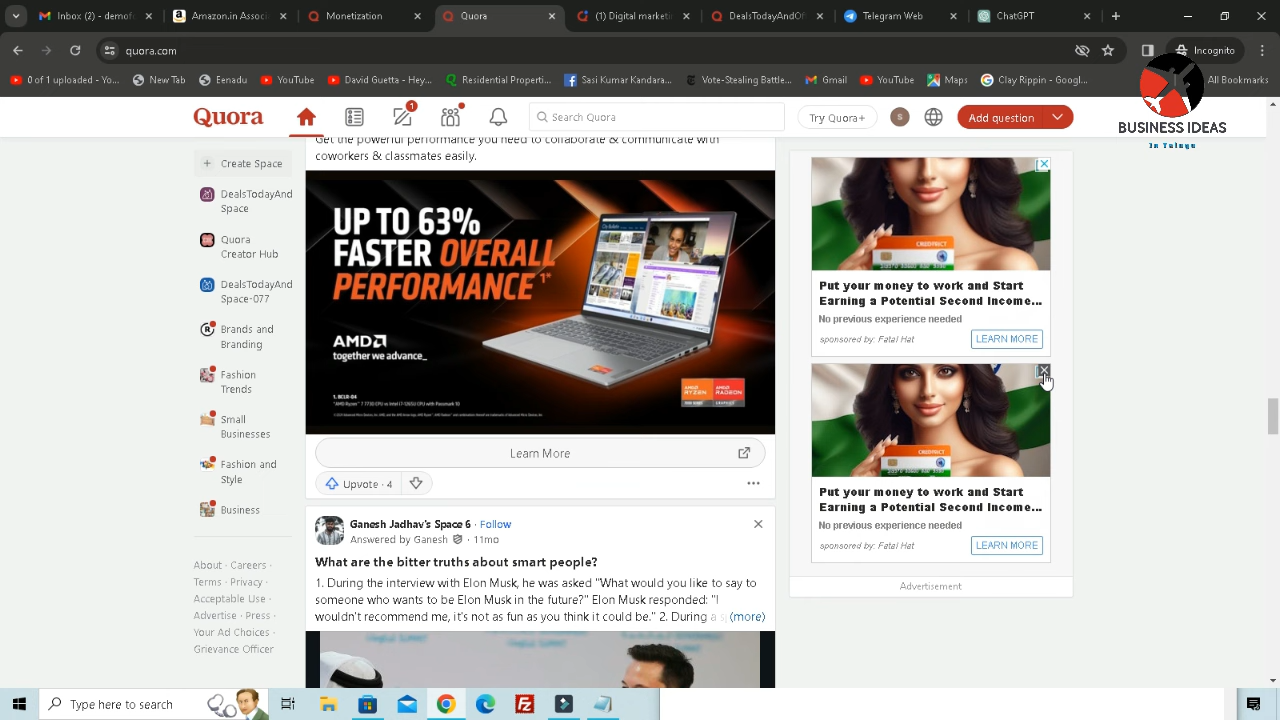 Amazon.in Associ
Monetization
Quora
(1) Digital marketi
DealsTodayAndOf
Telegram Web
ChatGPT
quora.com
Incognito
0 of 1 uploaded - Yo...
New Tab
Eenadu
YouTube
David Guetta - Hey...
Residential Properti...
Sasi Kumar Kandara...
Vote-Stealing Battle...
Gmail
YouTube
Maps
Clay Rippin - Googl...
All Bookmarks
BUSINESS IDEAS
In Telugu
Quora
1
Search Quora
Try Quora+
S
Add question
Create Space
DealsTodayAnd
Space
Quora
Creator Hub
DealsTodayAnd
Space-077
Brands and
Branding
Fashion
Trends
Small
Businesses
Fashion and
Style
Business
About · Careers ·
Terms · Privacy ·
Acceptable Use ·
Advertise · Press ·
Your Ad Choices ·
Grievance Officer
Get the powerful performance you need to collaborate & communicate with
coworkers & classmates easily.
UP TO 63%
FASTER OVERALL
PERFORMANCE 1*
AMD
together we advance_
AMD
RYZEN
AMD
RADEON
Learn More
Upvote · 4
Ganesh Jadhav's Space 6 · Follow
Answered by Ganesh · 11mo
What are the bitter truths about smart people?
1. During the interview with Elon Musk, he was asked "What would you like to say to
someone who wants to be Elon Musk in the future?" Elon Musk responded: "I
wouldn't recommend me, it's not as fun as you think it could be." 2. During a s (more)
Put your money to work and Start
Earning a Potential Second Income...
No previous experience needed
sponsored by: Fatal Hat
LEARN MORE
Put your money to work and Start
Earning a Potential Second Income...
No previous experience needed
sponsored by: Fatal Hat
LEARN MORE
Advertisement
Type here to search